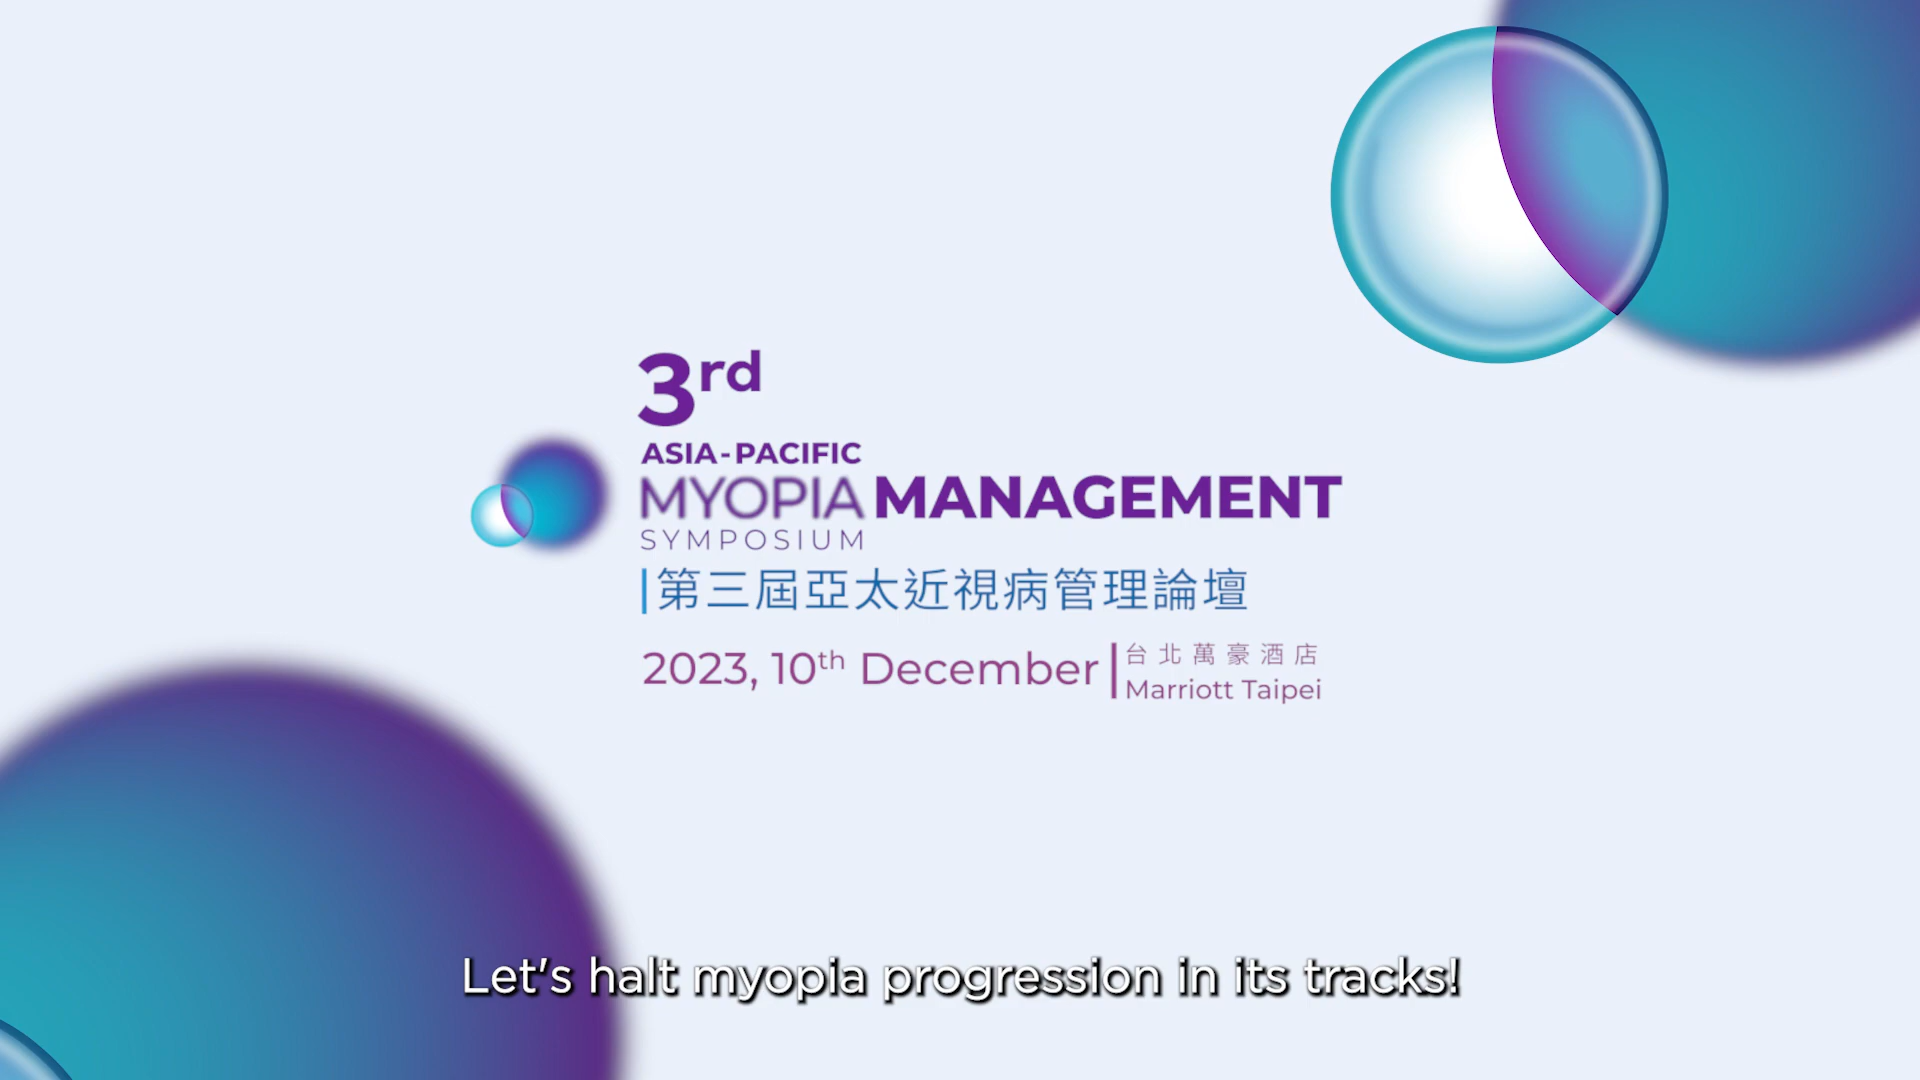 3rd
ASIA-PACIFIC
MYOPIA MANAGEMENT
SYMPOSIUM
第三屆亞太近視病管理論壇
2023, 10th December
台北萬豪酒店
Marriott Taipei
Let's halt myopia progression in its tracks!